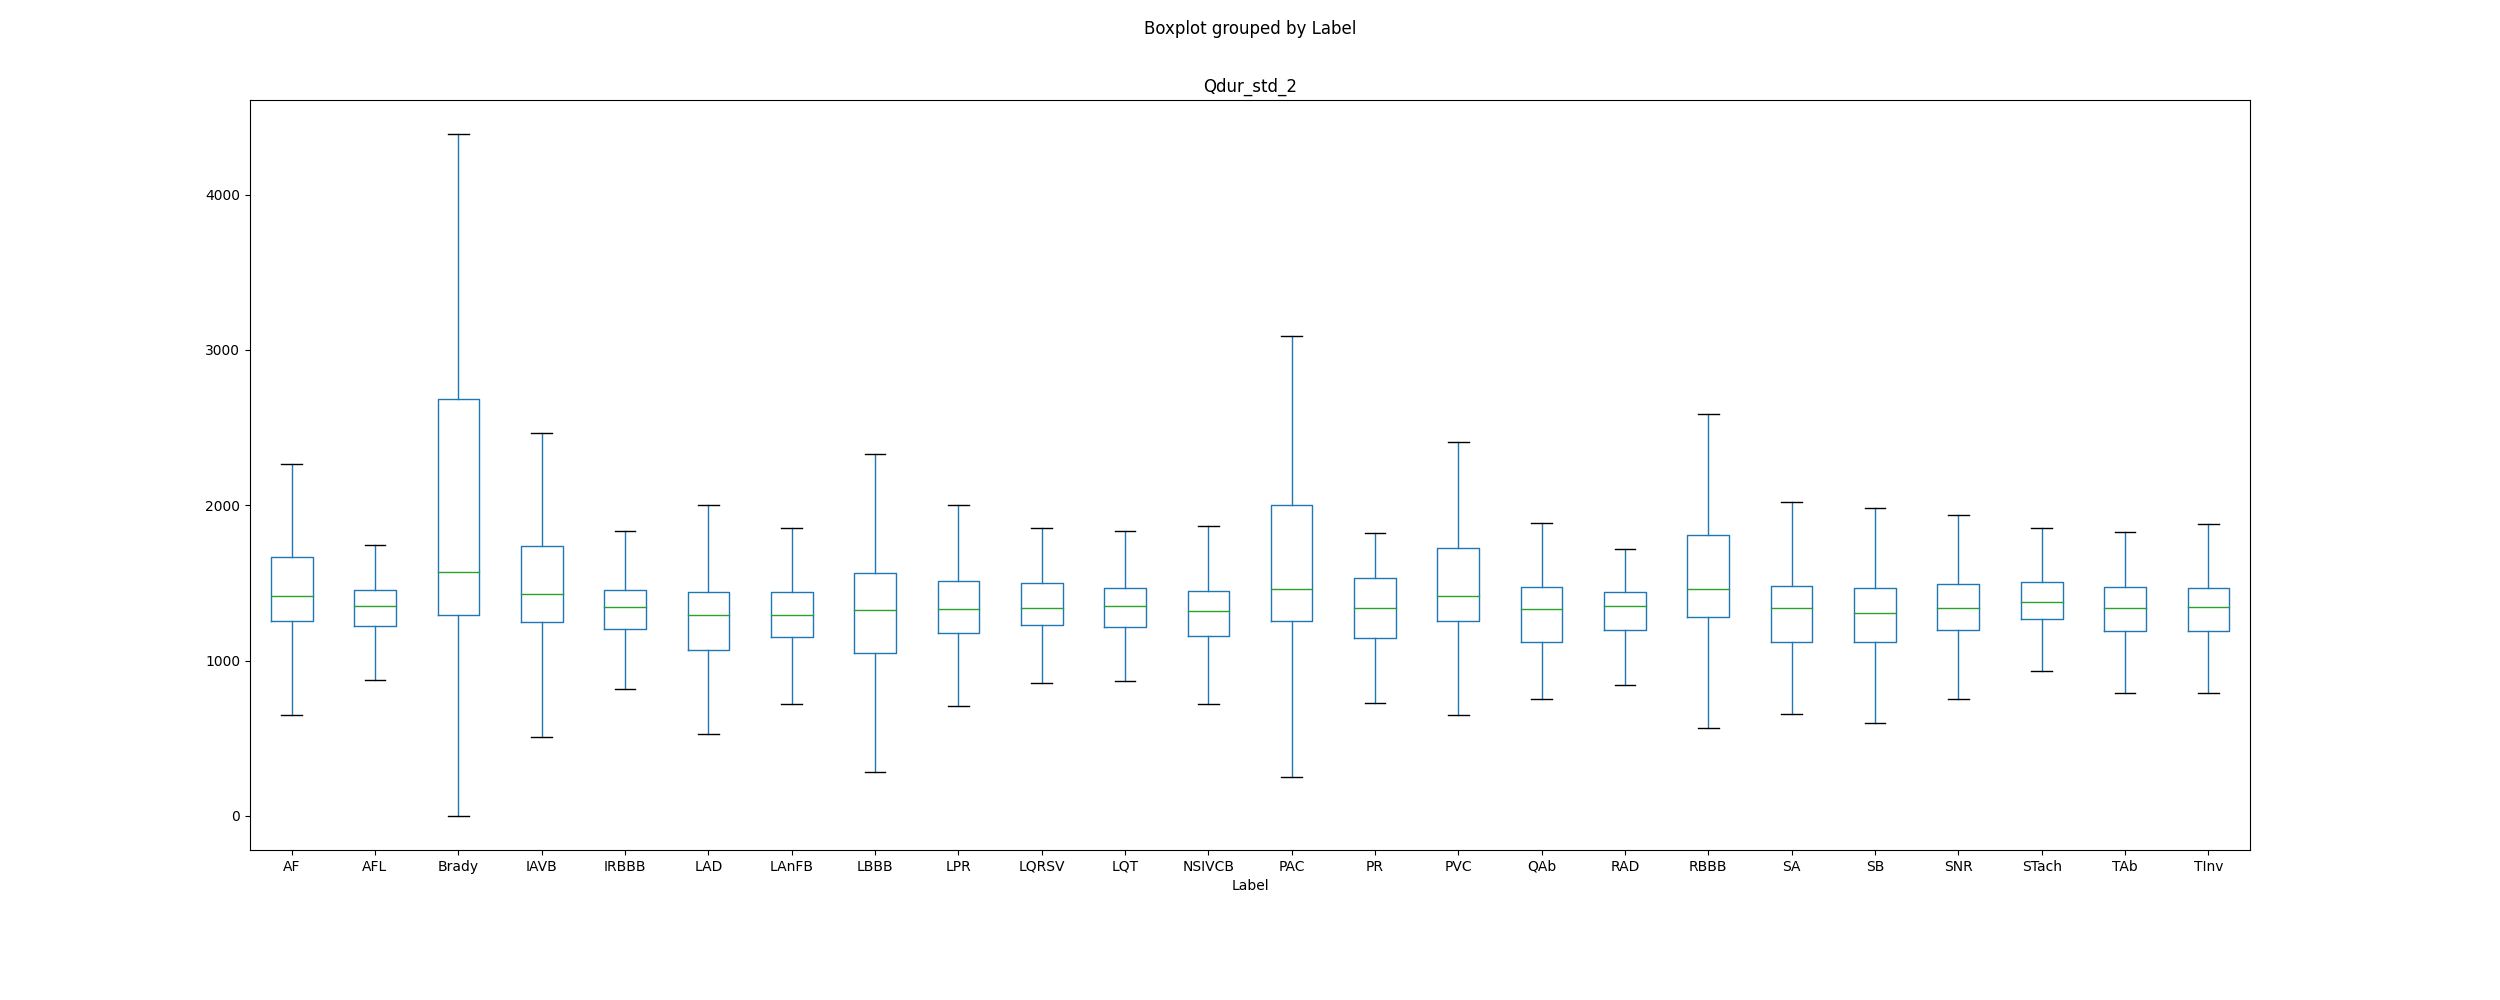 Boxplot grouped by Label
Qdur_std_2
4000
3000
2000
1000
0
AF AFL Brady IAVB IRBBB LAD LAnFB LBBB LPR LQRSV LQT NSIVCB PAC PR PVC QAb RAD RBBB SA SB SNR STach TAb TInv
Label